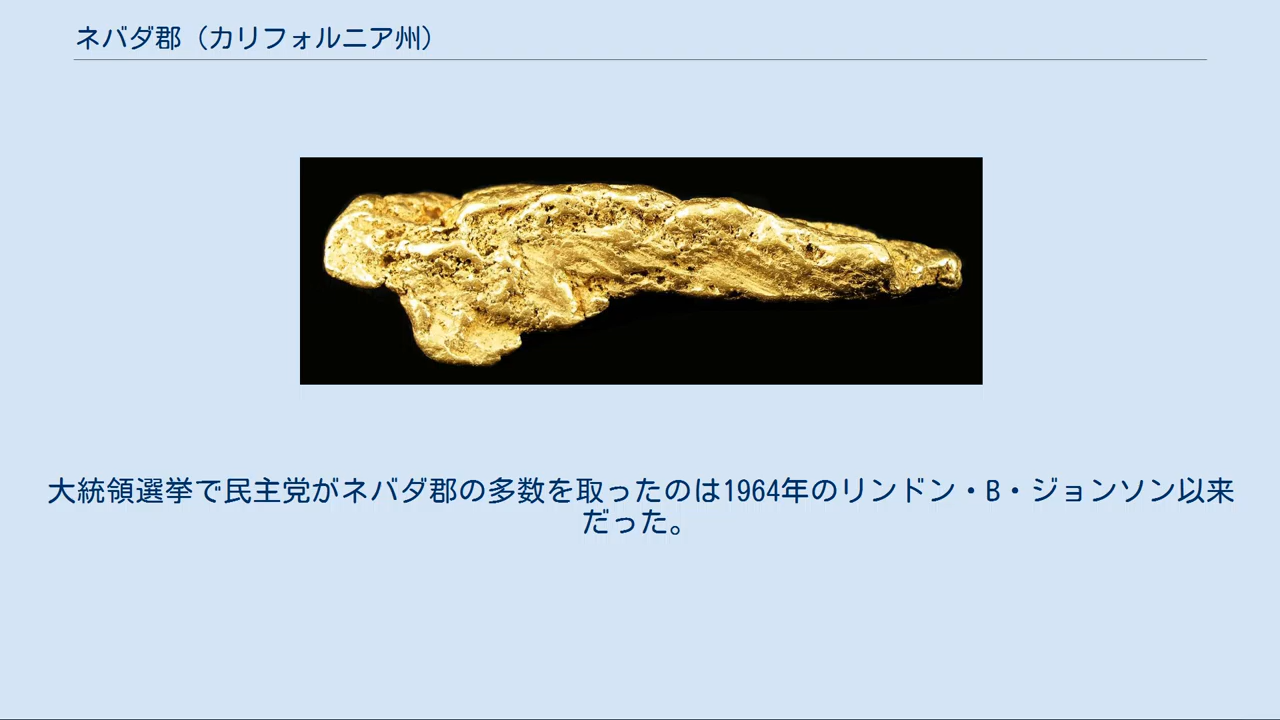 ネバダ郡（カリフォルニア州）
大統領選挙で民主党がネバダ郡の多数を取ったのは1964年のリンドン・B・ジョンソン以来
だった。